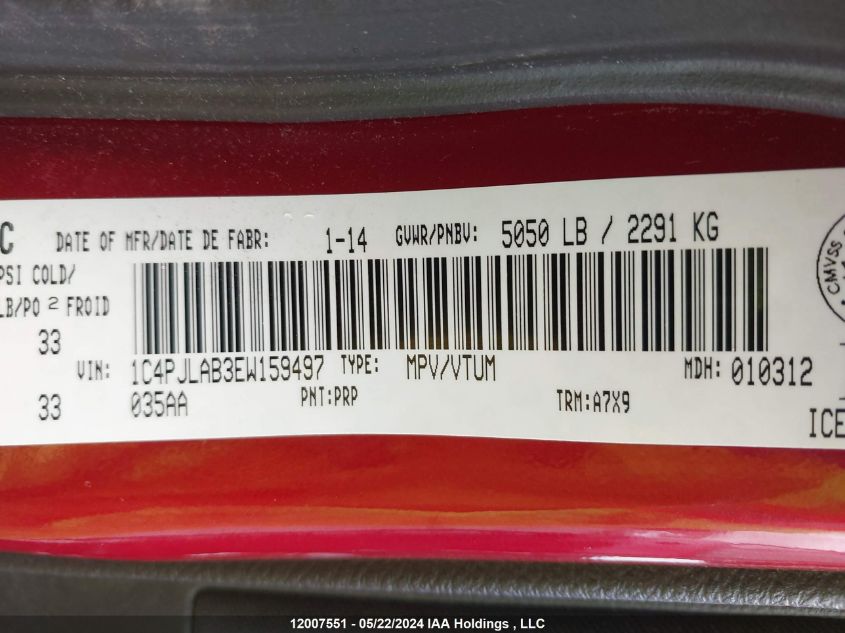 C DATE OF MFR/DATE DE FABR: 1-14 GVWR/PNBV: 5050 LB / 2291 KG
PSI COLD/
LB/PO 2 FROID
33
VIN: 1C4PJLAB3EW159497 TYPE: MPV/VTUM MDH: 010312
33 035AA PNT:PRP TRM:A7X9
ICE
CMVSS
12007551 - 05/22/2024 IAA Holdings , LLC